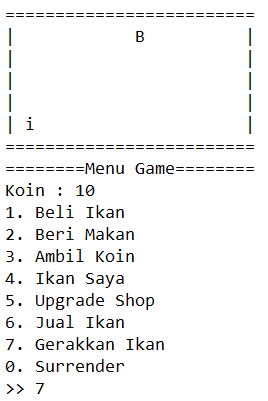 =========================
|            B          |
|                       |
|                       |
|                       |
| i                     |
=========================
========Menu Game========
Koin : 10
1. Beli Ikan
2. Beri Makan
3. Ambil Koin
4. Ikan Saya
5. Upgrade Shop
6. Jual Ikan
7. Gerakkan Ikan
0. Surrender
>> 7